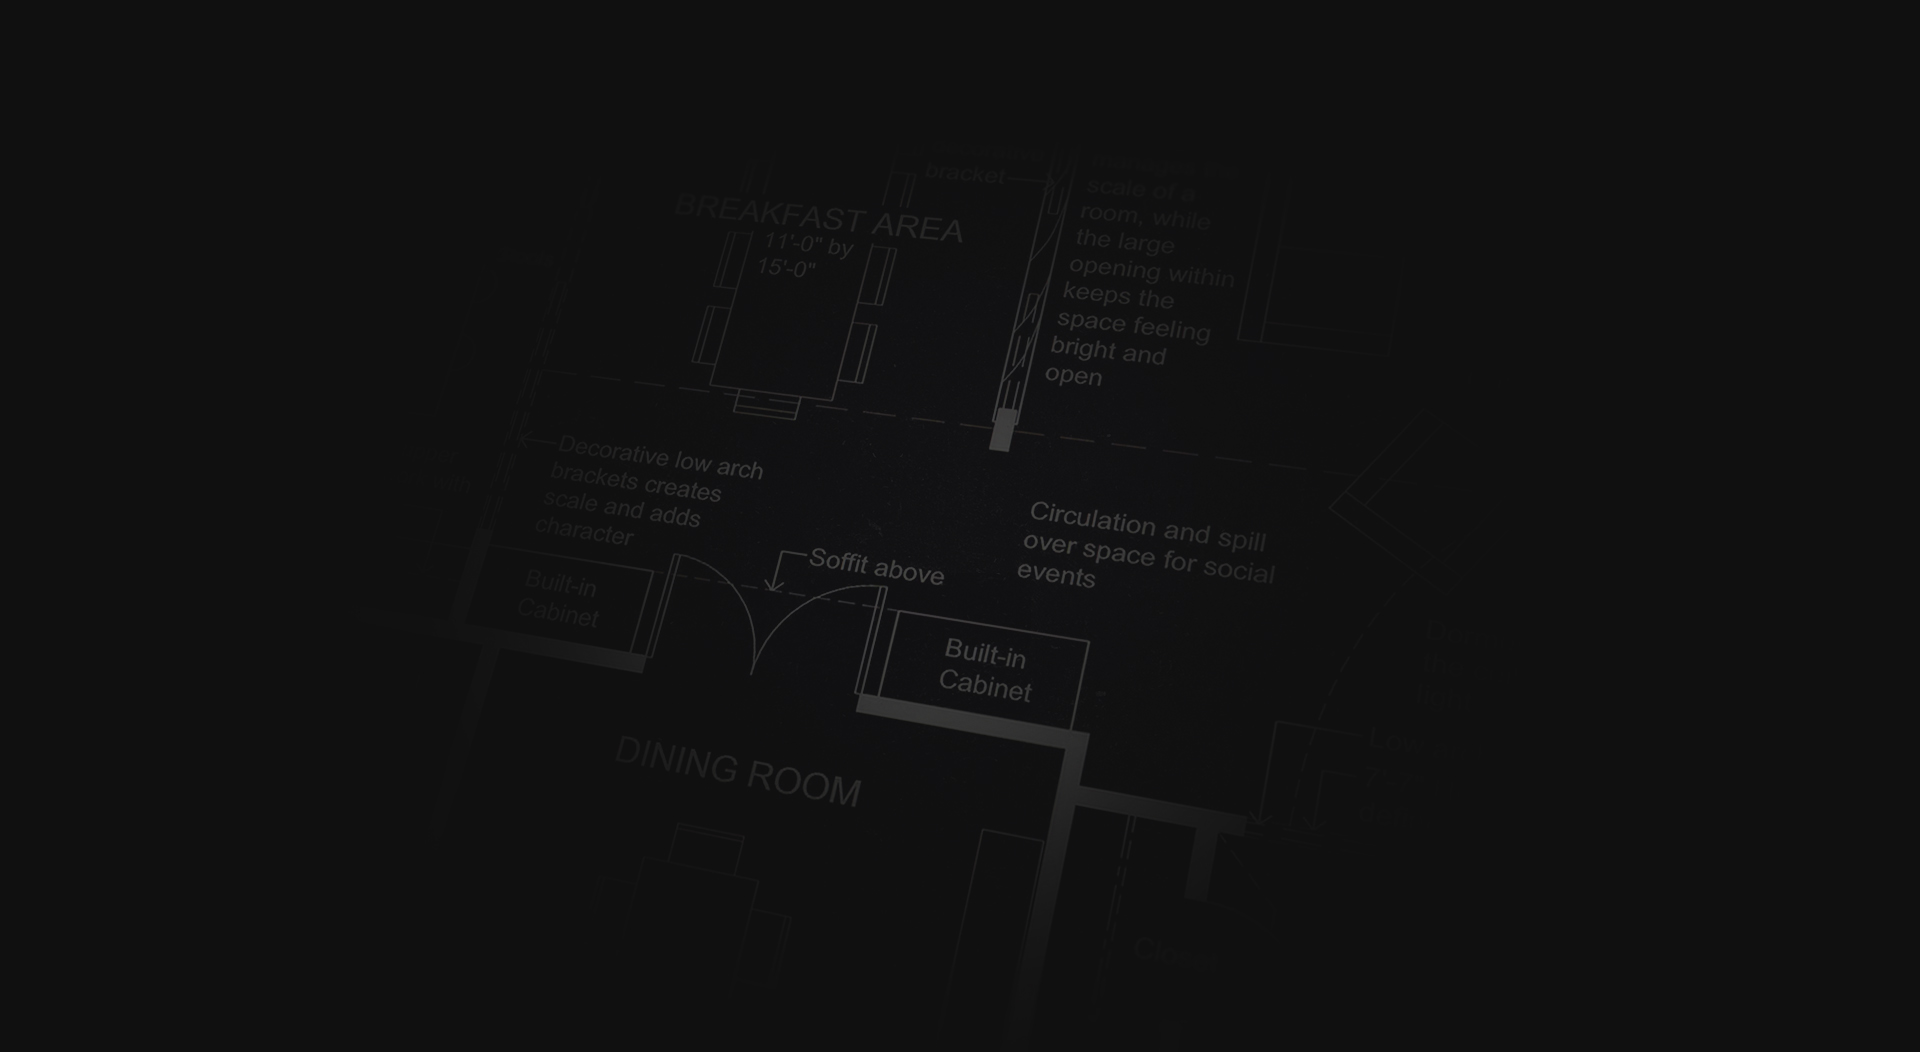 bracket
BREAKFAST AREA
11'-0" by
15'-0"
scale of a
room, while
the large
opening within
keeps the
space feeling
bright and
open
Decorative low arch
brackets creates
scale and adds
character
Soffit above
Circulation and spill
over space for social
events
Built-in
Cabinet
Built-in
Cabinet
DINING ROOM